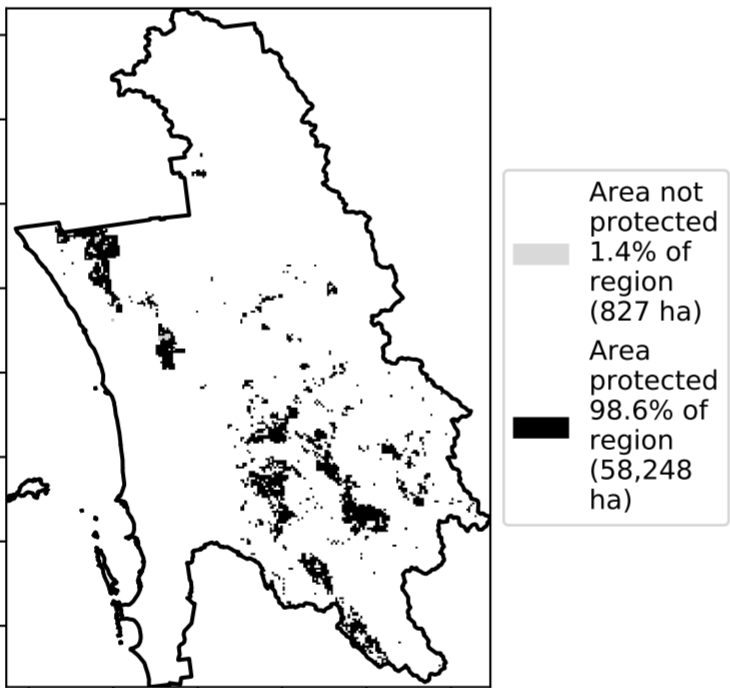 Area not
protected
1.4% of
region
(827 ha)
Area
protected
98.6% of
region
(58,248
ha)